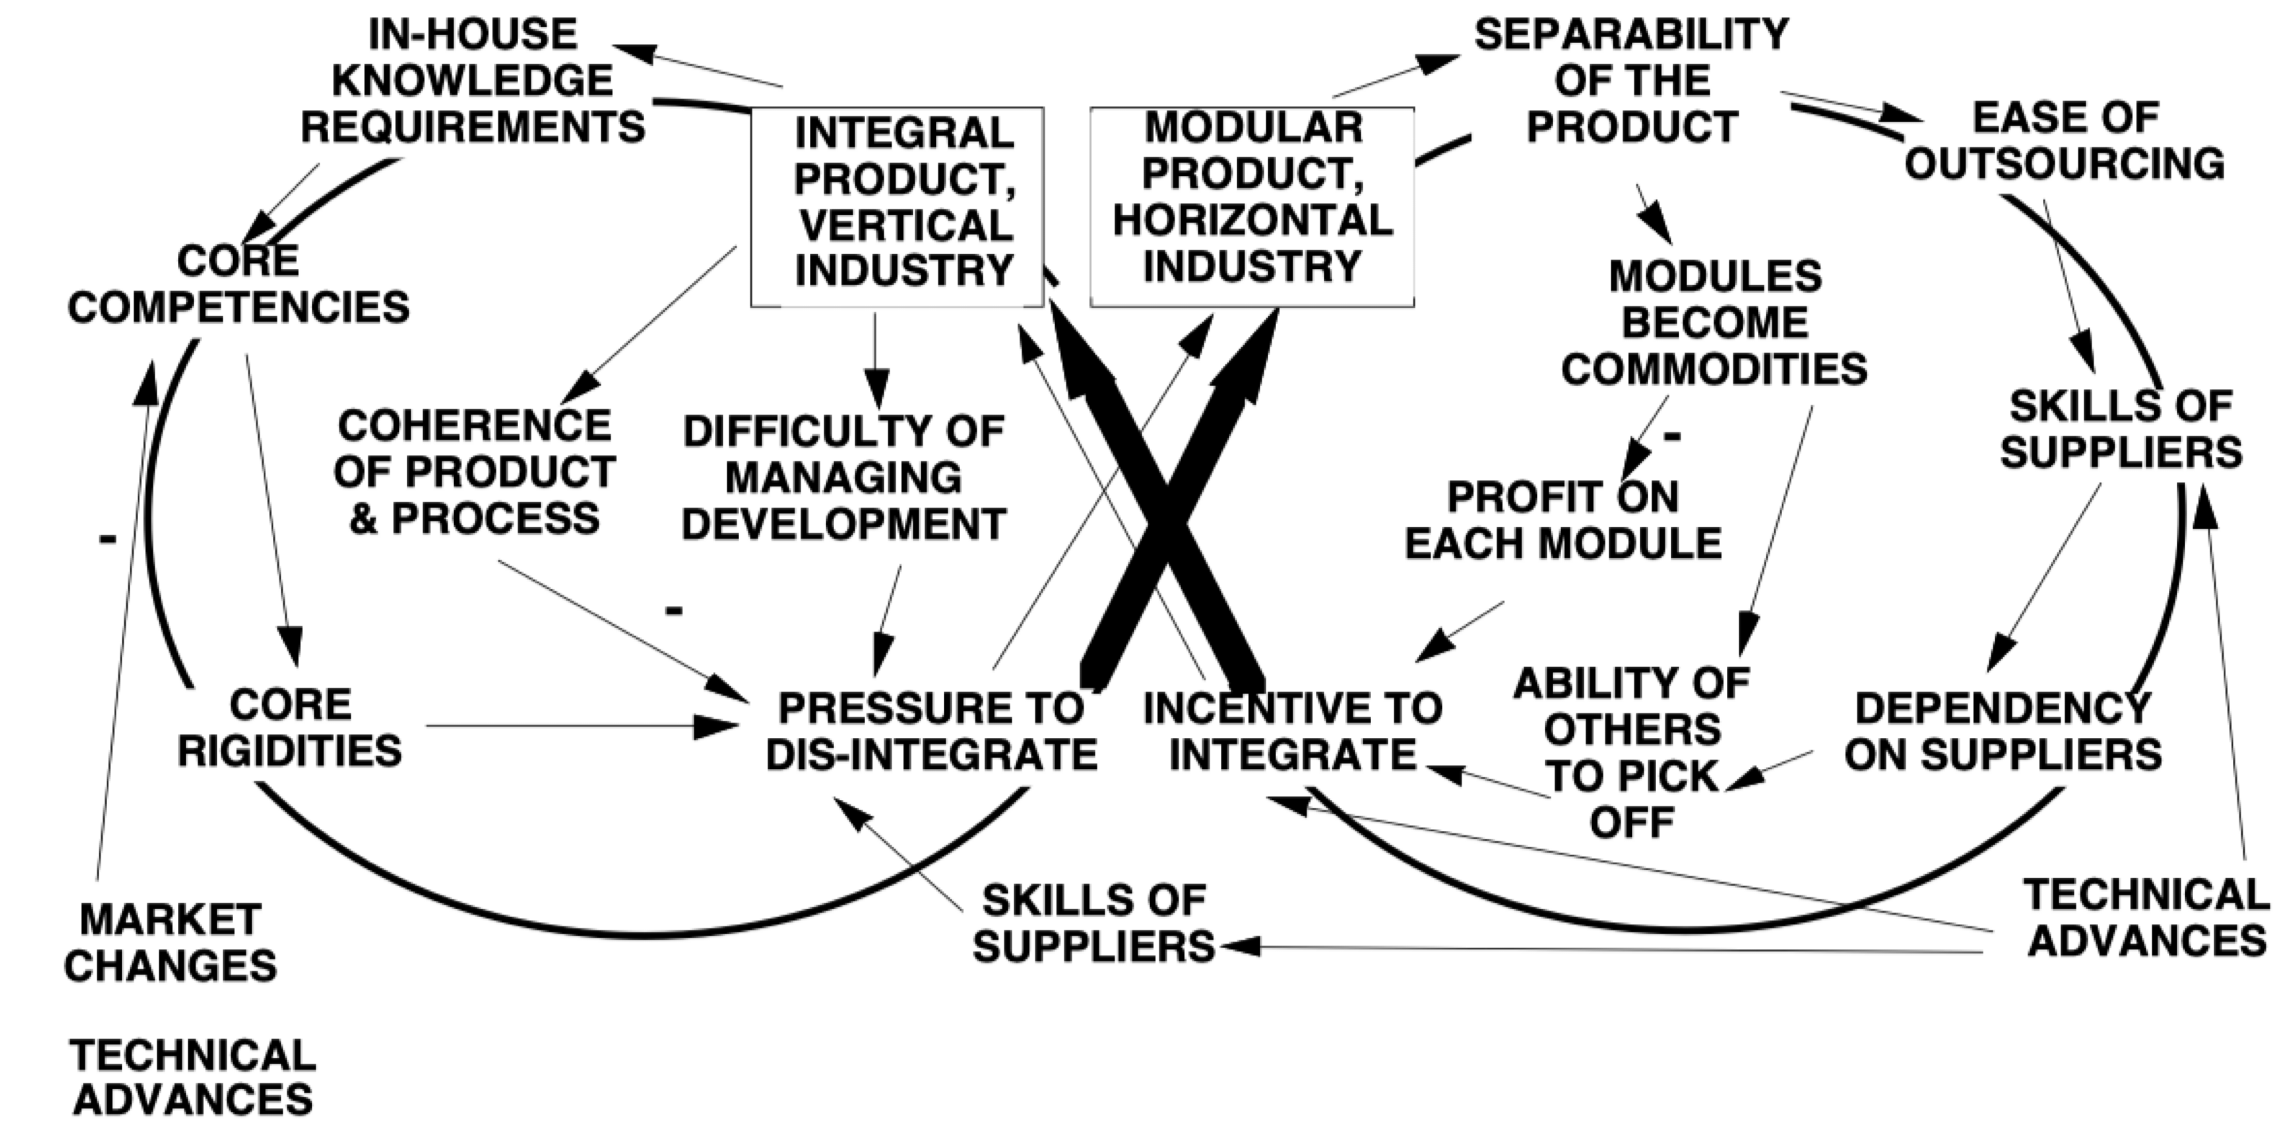 IN-HOUSE
KNOWLEDGE
REQUIREMENTS
INTEGRAL
PRODUCT,
VERTICAL
INDUSTRY
MODULAR
PRODUCT,
HORIZONTAL
INDUSTRY
SEPARABILITY
OF THE
PRODUCT
EASE OF
OUTSOURCING
CORE
COMPETENCIES
COHERENCE
OF PRODUCT
& PROCESS
DIFFICULTY OF
MANAGING
DEVELOPMENT
MODULES
BECOME
COMMODITIES
-
PROFIT ON
EACH MODULE
SKILLS OF
SUPPLIERS
-
-
CORE
RIGIDITIES
PRESSURE TO
DIS-INTEGRATE
INCENTIVE TO
INTEGRATE
ABILITY OF
OTHERS
TO PICK
OFF
DEPENDENCY
ON SUPPLIERS
MARKET
CHANGES
SKILLS OF
SUPPLIERS
TECHNICAL
ADVANCES
TECHNICAL
ADVANCES